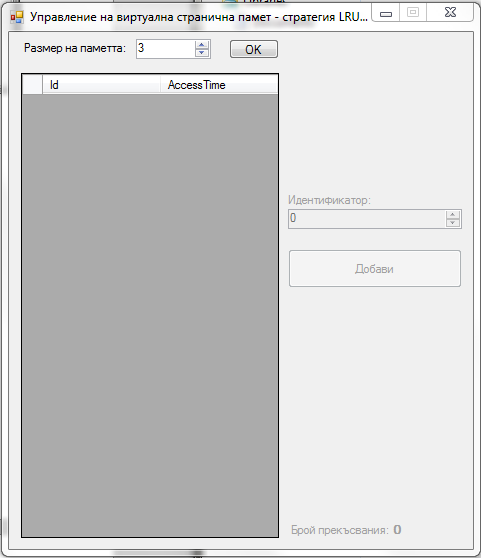 Управление на виртуална странична памет - стратегия LRU...
Размер на паметта: 3 OK
Id AccessTime
Идентификатор:
0
Добави
Брой прекъсвания: 0